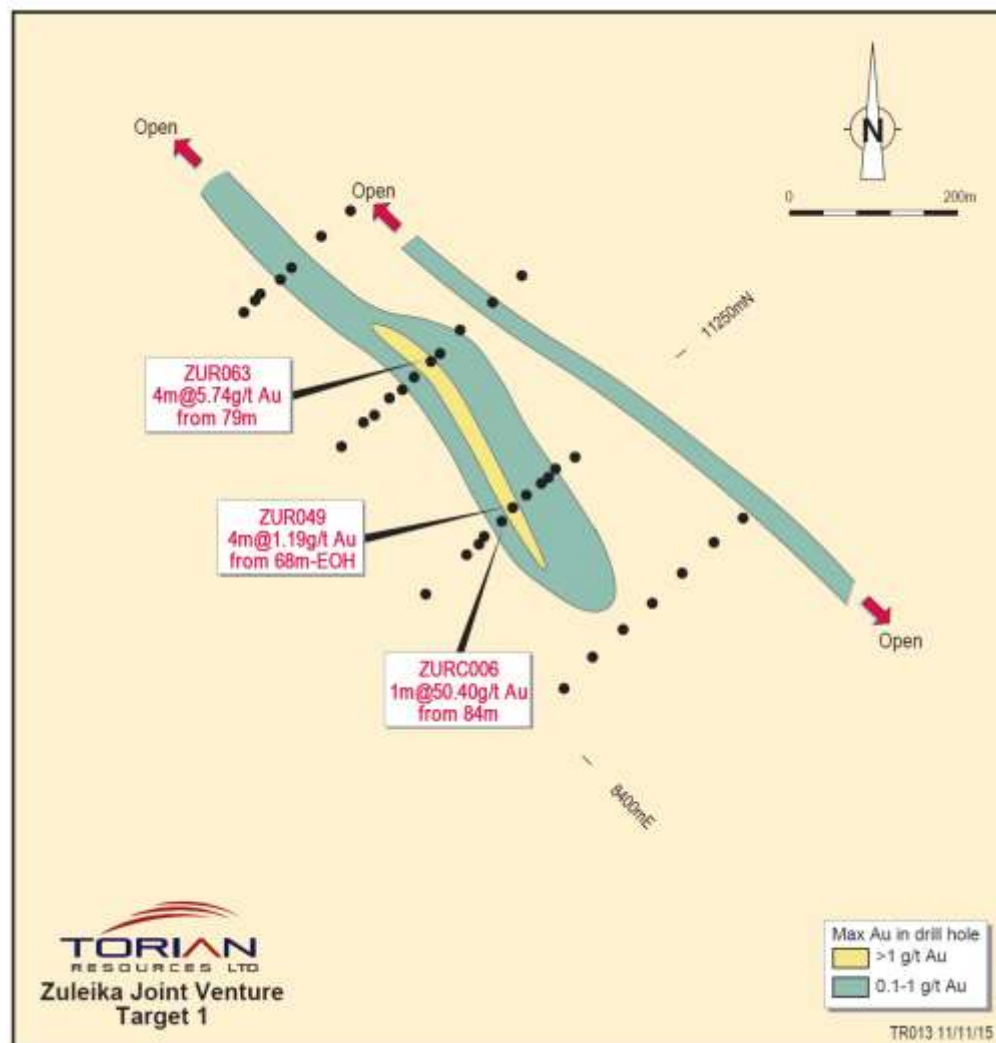 Open
Open
N
0 200m
11250mN
ZUR063
4m@5.74g/t Au
from 79m
ZUR049
4m@1.19g/t Au
from 68m-EOH
ZURC006
1m@50.40g/t Au
from 84m
Open
8400mE
TORIAN
RESOURCES LTD
Zuleika Joint Venture
Target 1
Max Au in drill hole
>1 g/t Au
0.1-1 g/t Au
TR013 11/11/15